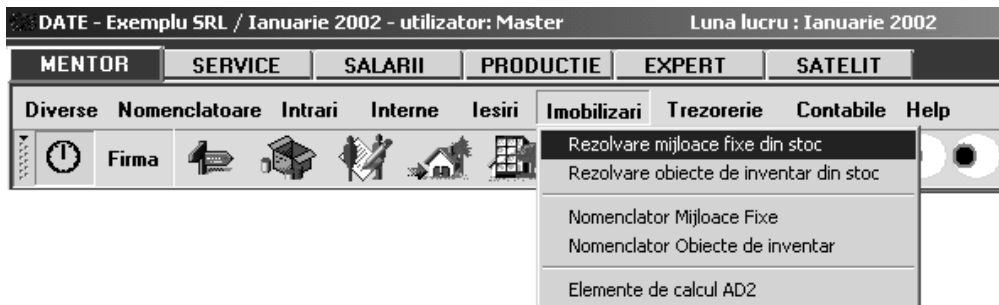 DATE - Exemplu SRL / Ianuarie 2002 - utilizator: Master Luna lucru : Ianuarie 2002
MENTOR SERVICE SALARII PRODUCTIE EXPERT SATELIT
Diverse Nomenclatoare Intrari Interne Iesiri Imobilizari Trezorerie Contabile Help
Firma
Rezolvare mijloace fixe din stoc
Rezolvare obiecte de inventar din stoc
Nomenclator Mijloace Fixe
Nomenclator Obiecte de inventar
Elemente de calcul AD2